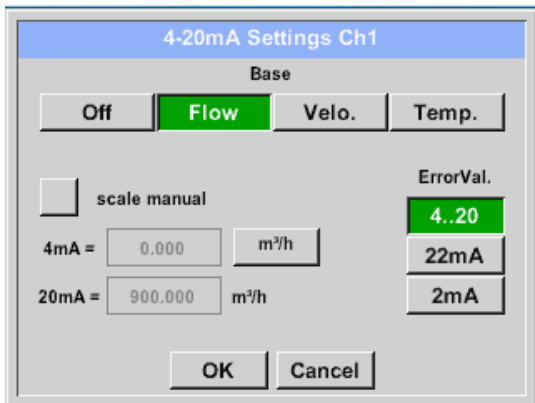 4-20mA Settings Ch1
Base
Off Flow Velo. Temp.
ErrorVal.
scale manual
4..20
4mA = 0.000 m³/h
22mA
20mA = 900.000 m³/h
2mA
OK Cancel